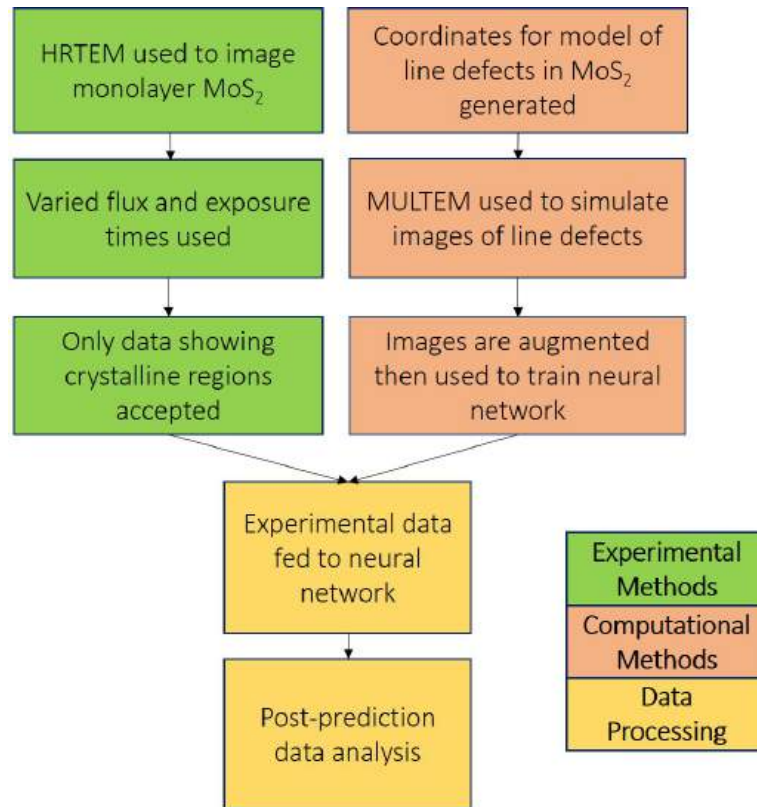 HRTEM used to image
monolayer MoS₂
Varied flux and exposure
times used
Only data showing
crystalline regions
accepted
Coordinates for model of
line defects in MoS₂
generated
MULTEM used to simulate
images of line defects
Images are augmented
then used to train neural
network
Experimental data
fed to neural
network
Post-prediction
data analysis
Experimental
Methods
Computational
Methods
Data
Processing